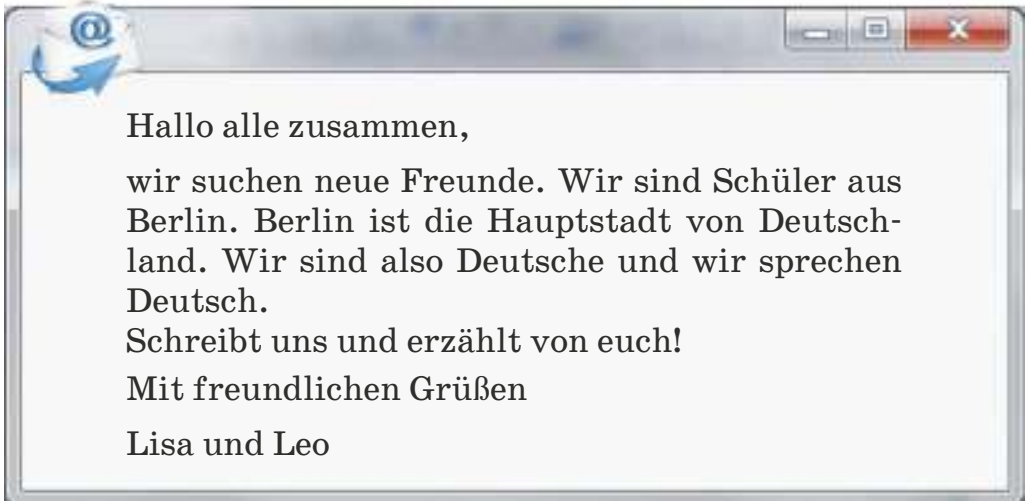 Hallo alle zusammen,
wir suchen neue Freunde. Wir sind Schüler aus
Berlin. Berlin ist die Hauptstadt von Deutsch-
land. Wir sind also Deutsche und wir sprechen
Deutsch.
Schreibt uns und erzählt von euch!
Mit freundlichen Grüßen
Lisa und Leo